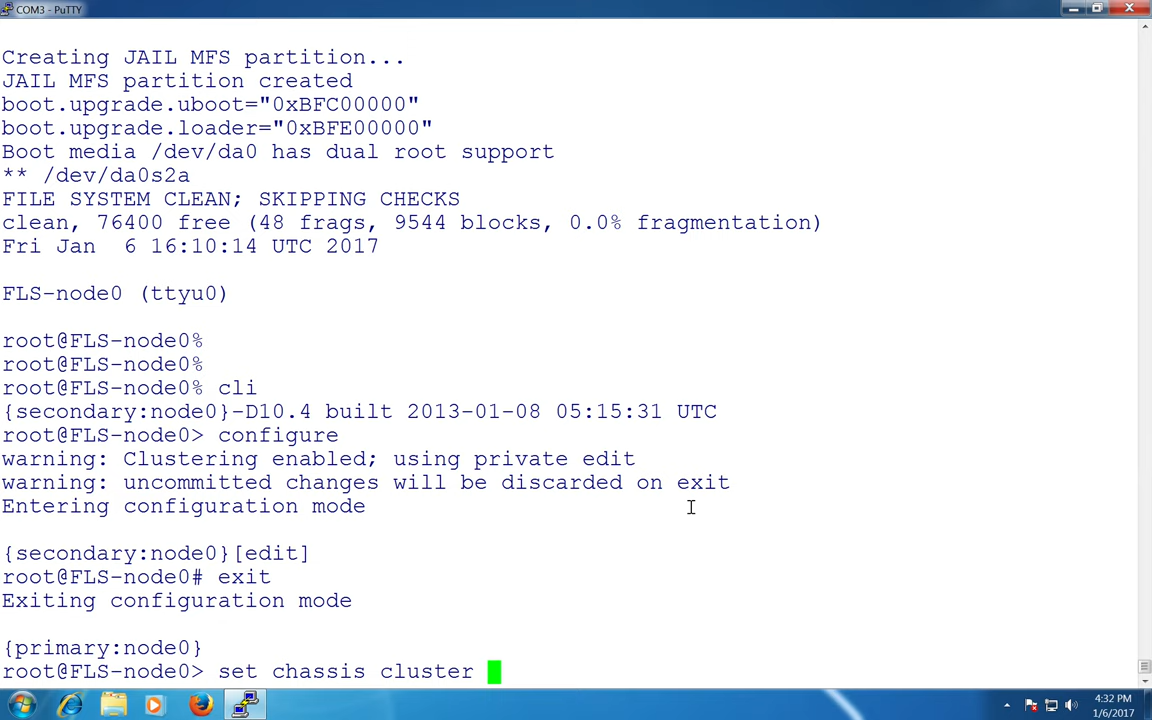 COM3 - PuTTY
Creating JAIL MFS partition...
JAIL MFS partition created
boot.upgrade.uboot="0xBFC00000"
boot.upgrade.loader="0xBFE00000"
Boot media /dev/da0 has dual root support
** /dev/da0s2a
FILE SYSTEM CLEAN; SKIPPING CHECKS
clean, 76400 free (48 frags, 9544 blocks, 0.0% fragmentation)
Fri Jan  6 16:10:14 UTC 2017
FLS-node0 (ttyu0)
root@FLS-node0%
root@FLS-node0%
root@FLS-node0% cli
{secondary:node0}-D10.4 built 2013-01-08 05:15:31 UTC
root@FLS-node0> configure
warning: Clustering enabled; using private edit
warning: uncommitted changes will be discarded on exit
Entering configuration mode
{secondary:node0}[edit]
root@FLS-node0# exit
Exiting configuration mode
{primary:node0}
root@FLS-node0> set chassis cluster
4:32 PM
1/6/2017